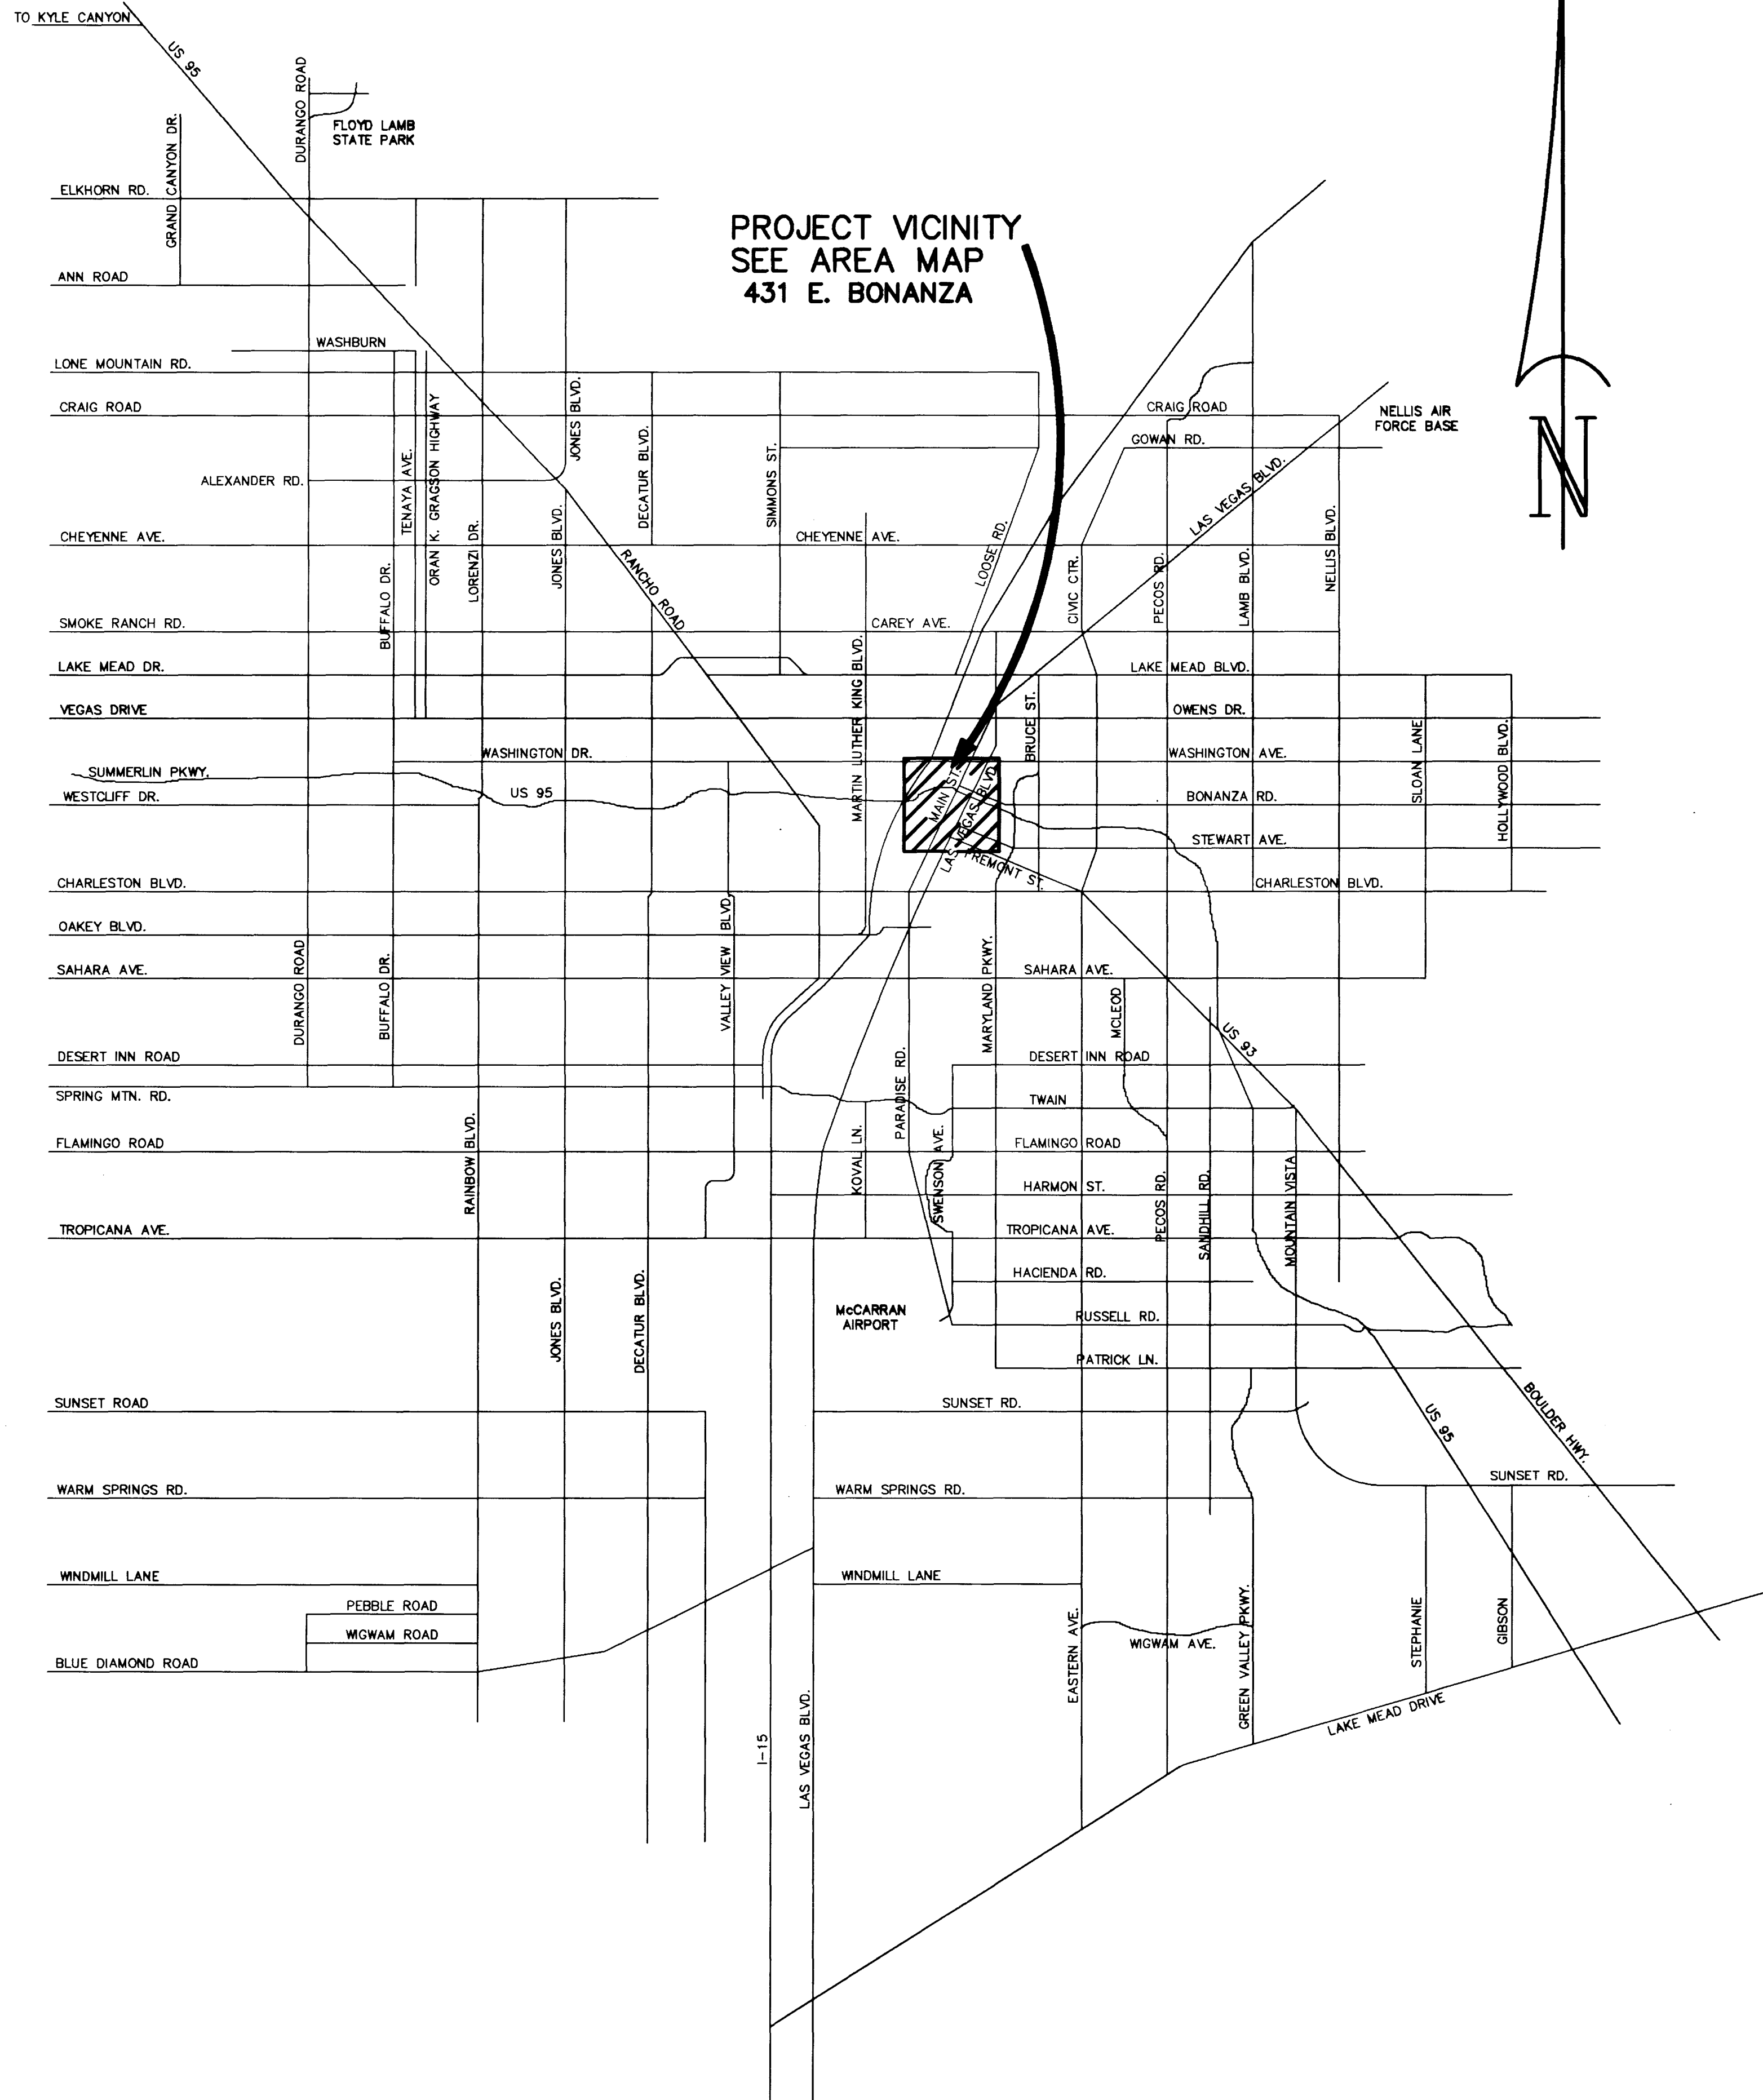 TO KYLE CANYON
US 95
DURANGO ROAD
FLOYD LAMB
STATE PARK
GRAND CANYON DR.
ELKHORN RD.
PROJECT VICINITY
SEE AREA MAP
431 E. BONANZA
ANN ROAD
WASHBURN
LONE MOUNTAIN RD.
CRAIG ROAD
CRAIG ROAD
NELLIS AIR
FORCE BASE
N
GOWAN RD.
JONES BLVD.
DECATUR BLVD.
SIMMONS ST.
ORAN K. GRAGSON HIGHWAY
TENAYA AVE.
ALEXANDER RD.
LAS VEGAS BLVD.
CHEYENNE AVE.
CHEYENNE AVE.
LORENZI DR.
JONES BLVD.
LOOSE RD.
NELLIS BLVD.
RANCHO ROAD
BUFFALO DR.
CIVIC CTR.
PECOS RD.
LAMB BLVD.
SMOKE RANCH RD.
CAREY AVE.
LAKE MEAD DR.
LAKE MEAD BLVD.
MARTIN LUTHER KING BLVD.
VEGAS DRIVE
OWENS DR.
BRUCE ST.
WASHINGTON DR.
WASHINGTON AVE.
SLOAN LANE
HOLLYWOOD BLVD.
SUMMERLIN PKWY.
MAIN ST.
LAS VEGAS BLVD.
US 95
WESTCLIFF DR.
BONANZA RD.
STEWART AVE.
FREMONT ST.
CHARLESTON BLVD.
CHARLESTON BLVD.
OAKEY BLVD.
VALLEY VIEW BLVD.
SAHARA AVE.
SAHARA AVE.
DURANGO ROAD
BUFFALO DR.
MARYLAND PKWY.
MCLEOD
US 93
DESERT INN ROAD
DESERT INN ROAD
SPRING MTN. RD.
PARADISE RD.
TWAIN
FLAMINGO ROAD
FLAMINGO ROAD
RAINBOW BLVD.
KOVAL LN.
SWENSON AVE.
HARMON ST.
PECOS RD.
SANDHILL RD.
MOUNTAIN VISTA
TROPICANA AVE.
TROPICANA AVE.
HACIENDA RD.
JONES BLVD.
DECATUR BLVD.
McCARRAN
AIRPORT
RUSSELL RD.
PATRICK LN.
SUNSET ROAD
SUNSET RD.
US 95
BOULDER HWY.
SUNSET RD.
WARM SPRINGS RD.
WARM SPRINGS RD.
WINDMILL LANE
WINDMILL LANE
PEBBLE ROAD
WIGWAM ROAD
WIGWAM AVE.
EASTERN AVE.
GREEN VALLEY PKWY.
STEPHANIE
GIBSON
BLUE DIAMOND ROAD
LAKE MEAD DRIVE
I-15
LAS VEGAS BLVD.